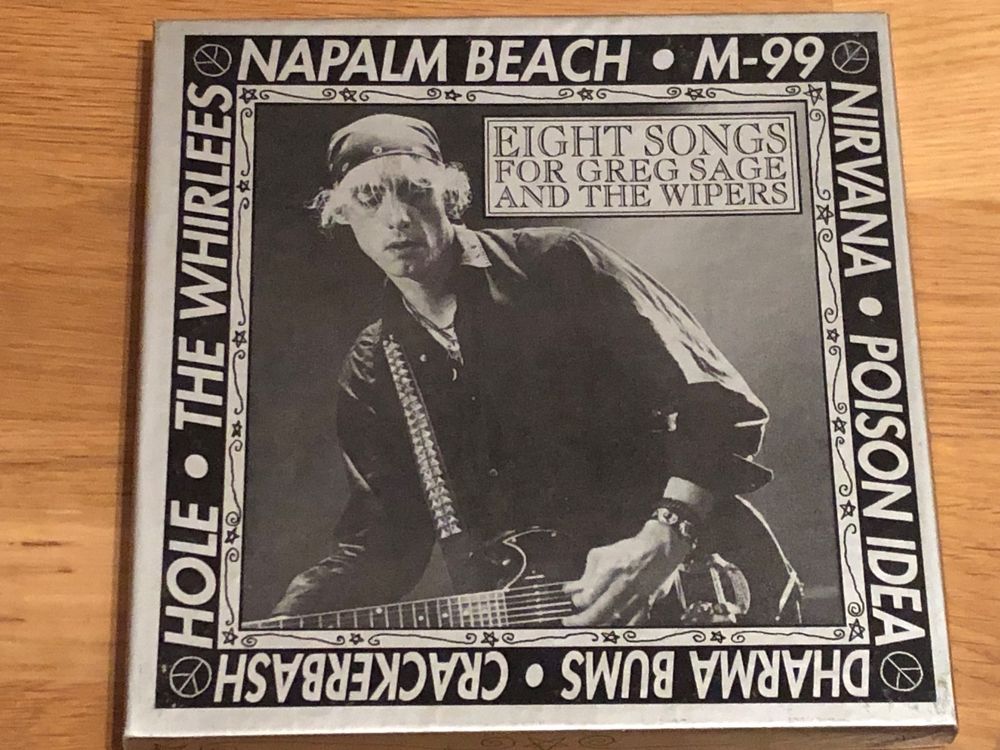 NAPALM BEACH • M-99
NIRVANA • POISON IDEA
DHARMA BUMS • CRACKERBASH
HOLE • THE WHIRLEES
EIGHT SONGS
FOR GREG SAGE
AND THE WIPERS